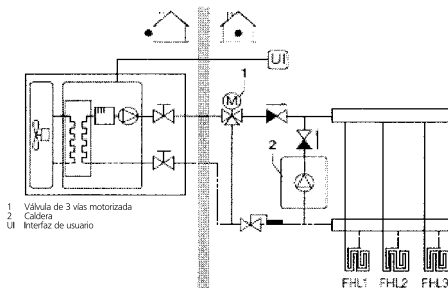 1
UI
M
2
1 Válvula de 3 vías motorizada
2 Caldera
UI Interfaz de usuario
FHL1 FHL2 FHL3